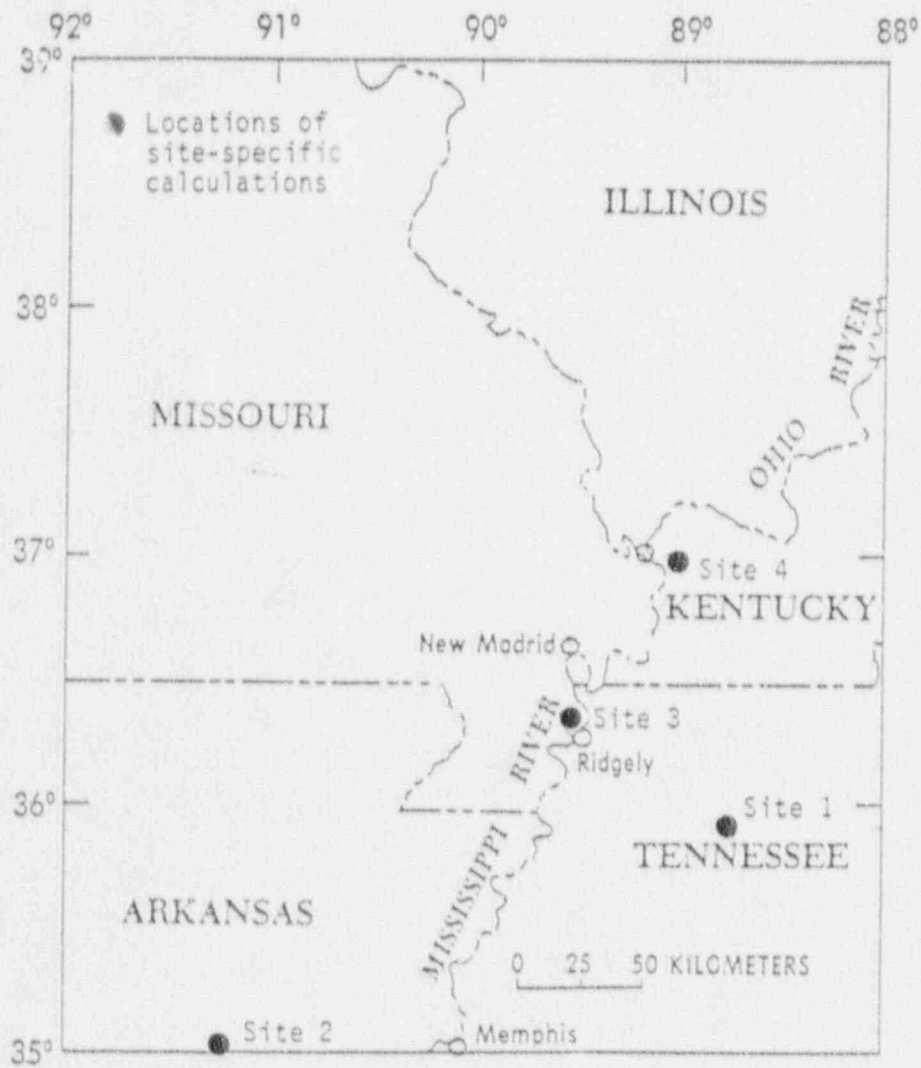 92° 91° 90° 89° 88°
39°
Locations of
site-specific
calculations
ILLINOIS
38°
RIVER
MISSOURI
OHIO
37°
Site 4
KENTUCKY
New Madrid
RIVER
Site 3
Ridgely
36°
Site 1
TENNESSEE
MISSISSIPPI
ARKANSAS
0 25 50 KILOMETERS
Site 2
Memphis
35°